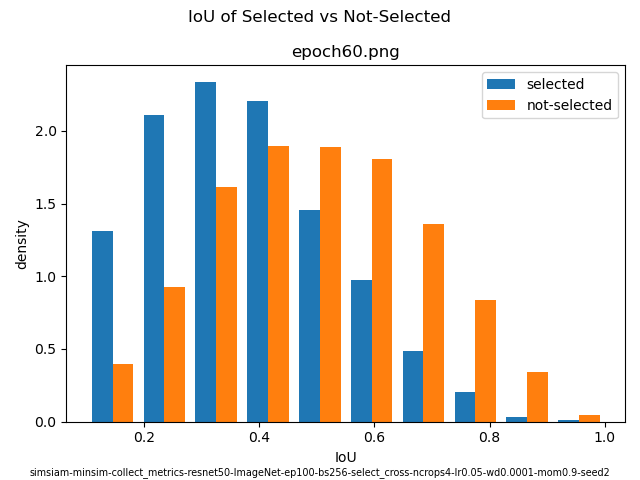 IoU of Selected vs Not-Selected
epoch60.png
selected
not-selected
2.0
1.5
1.0
0.5
0.0
density
0.2 0.4 0.6 0.8 1.0
IoU
simsiam-minsim-collect_metrics-resnet50-ImageNet-ep100-bs256-select_cross-ncrops4-lr0.05-wd0.0001-mom0.9-seed2